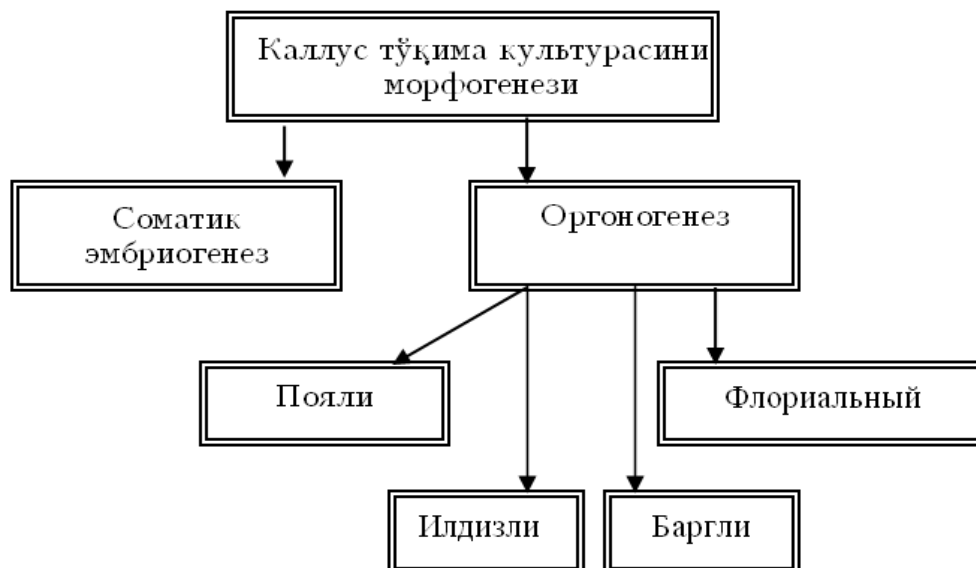 Каллус тўқима культурасини
морфогенези
Соматик
эмбриогенез
Оргоногенез
Пояли
Флориальный
Илдизли
Баргли